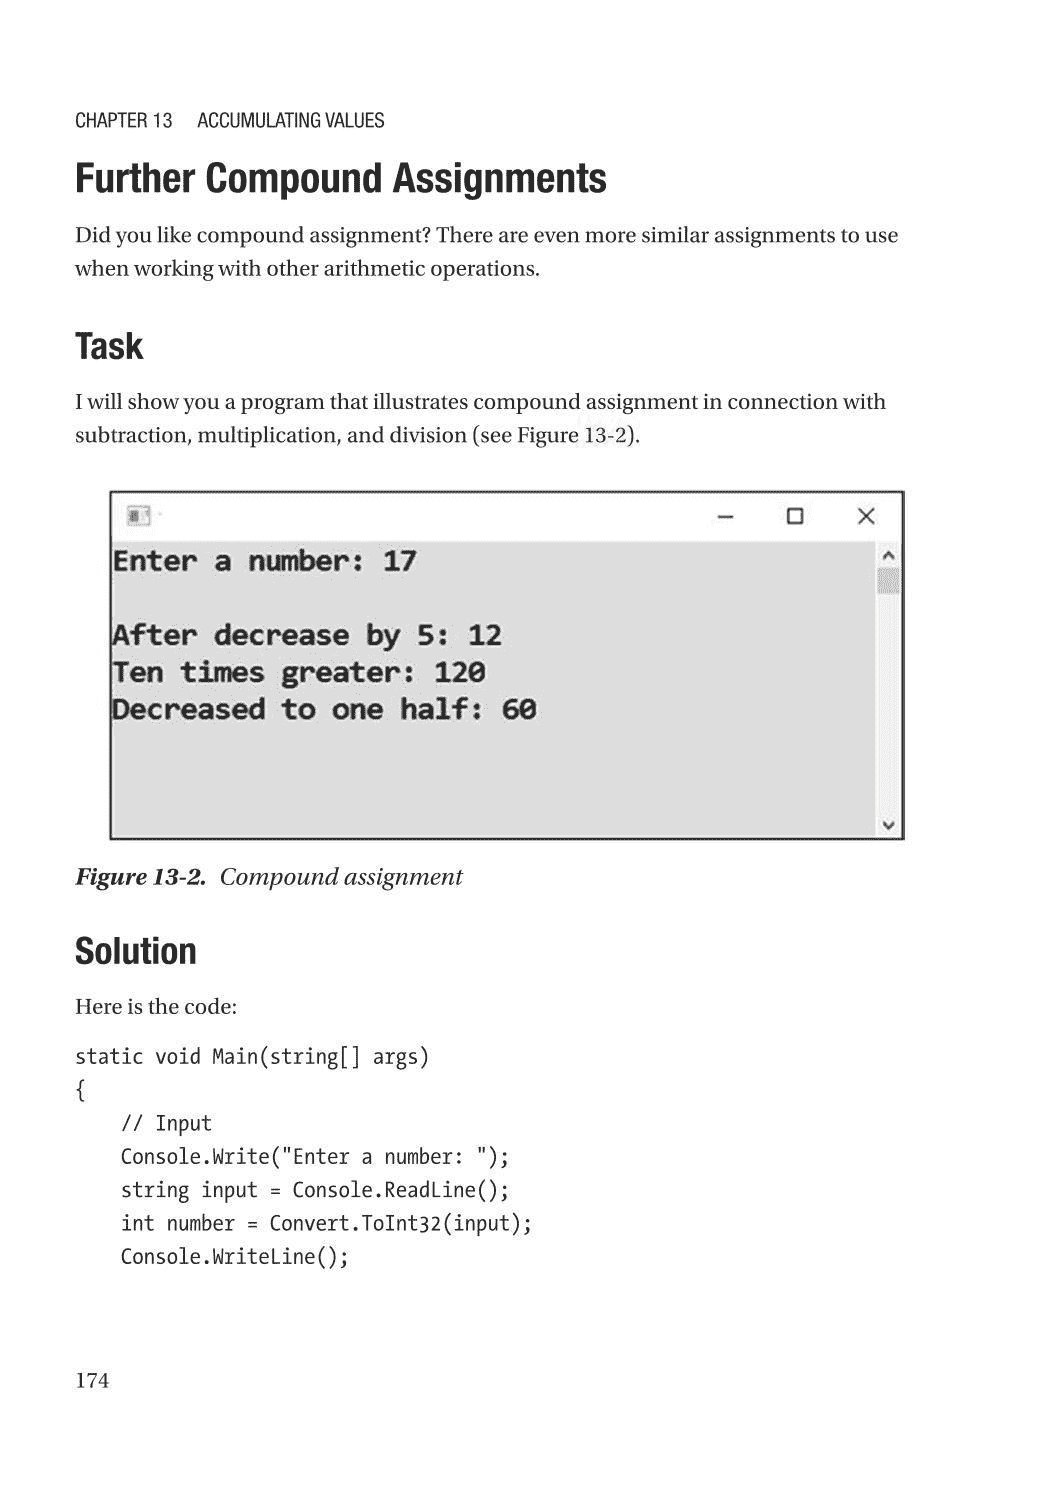 CHAPTER 13 ACCUMULATING VALUES
Further Compound Assignments
Did you like compound assignment? There are even more similar assignments to use
when working with other arithmetic operations.
Task
I will show you a program that illustrates compound assignment in connection with
subtraction, multiplication, and division (see Figure 13-2).
Enter a number: 17
After decrease by 5: 12
Ten times greater: 120
Decreased to one half: 60
Figure 13-2. Compound assignment
Solution
Here is the code:
static void Main(string[] args)
{
// Input
Console.Write("Enter a number: ");
string input = Console.ReadLine();
int number = Convert.ToInt32(input);
Console.WriteLine();
174